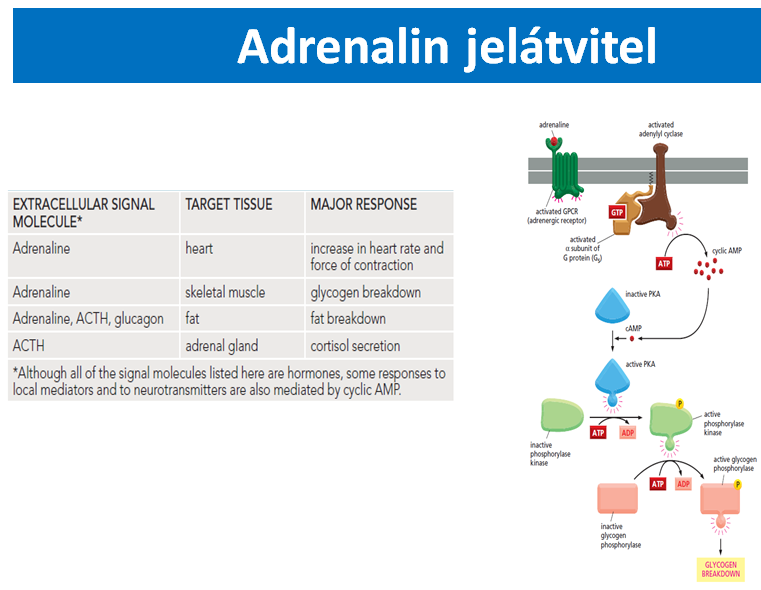 Adrenalin jelátvitel
EXTRACELLULAR SIGNAL
MOLECULE*
TARGET TISSUE
MAJOR RESPONSE
Adrenaline
heart
increase in heart rate and
force of contraction
Adrenaline
skeletal muscle
glycogen breakdown
Adrenaline, ACTH, glucagon
fat
fat breakdown
ACTH
adrenal gland
cortisol secretion
*Although all of the signal molecules listed here are hormones, some responses to
local mediators and to neurotransmitters are also mediated by cyclic AMP.
adrenaline
activated
adenylyl cyclase
activated GPCR
(adrenergic receptor)
GTP
activated
α subunit of
G protein (Gs)
ATP
cyclic AMP
inactive PKA
cAMP
active PKA
inactive
phosphorylase
kinase
ATP
ADP
P
active
phosphorylase
kinase
inactive
glycogen
phosphorylase
ATP
ADP
active glycogen
phosphorylase
P
GLYCOGEN
BREAKDOWN